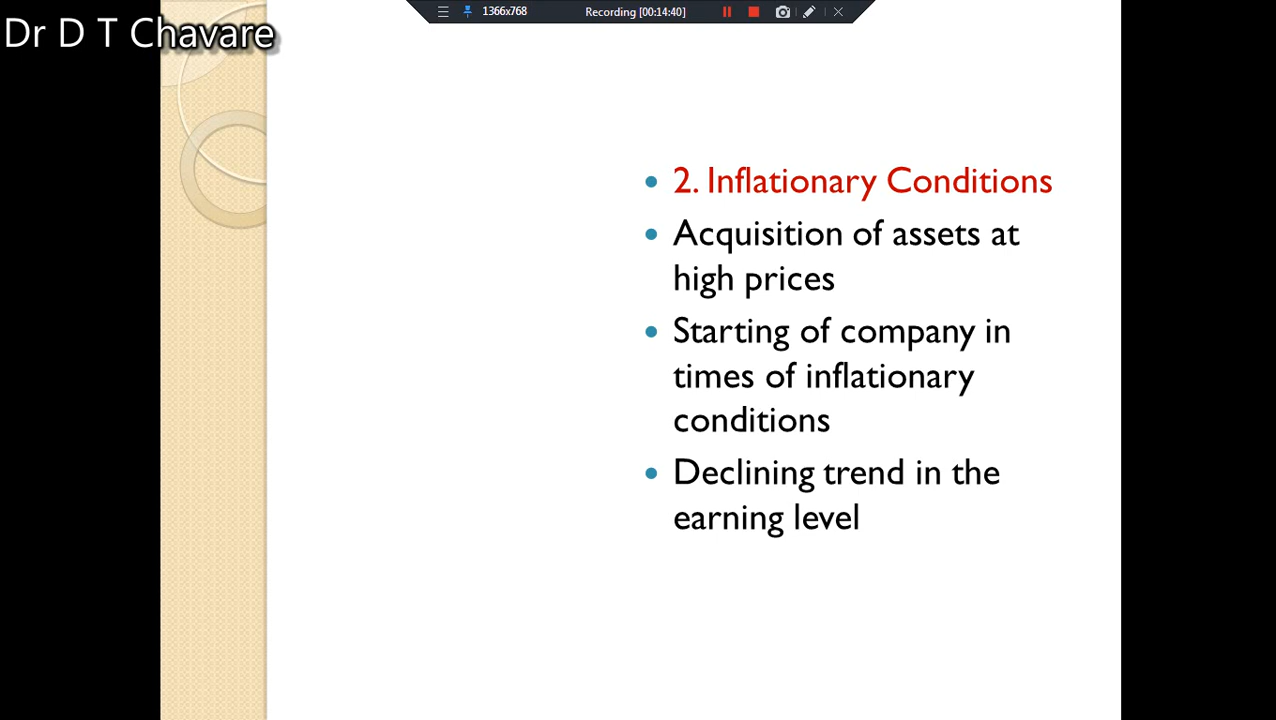 1366x768
Recording [00:14:40]
Dr D T Chavare
2. Inflationary Conditions
Acquisition of assets at
high prices
Starting of company in
times of inflationary
conditions
Declining trend in the
earning level